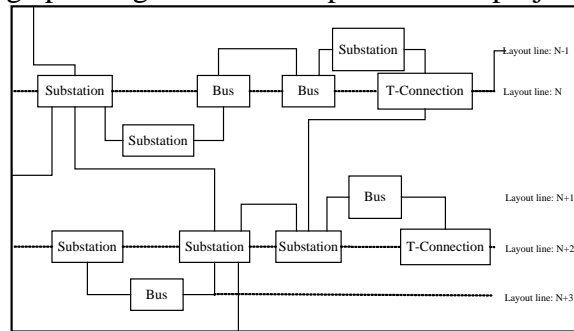 Substation
Layout line: N-1
Substation
Bus
Bus
T-Connection
Layout line: N
Substation
Bus
Layout line: N+1
Substation
Substation
Substation
T-Connection
Layout line: N+2
Bus
Layout line: N+3